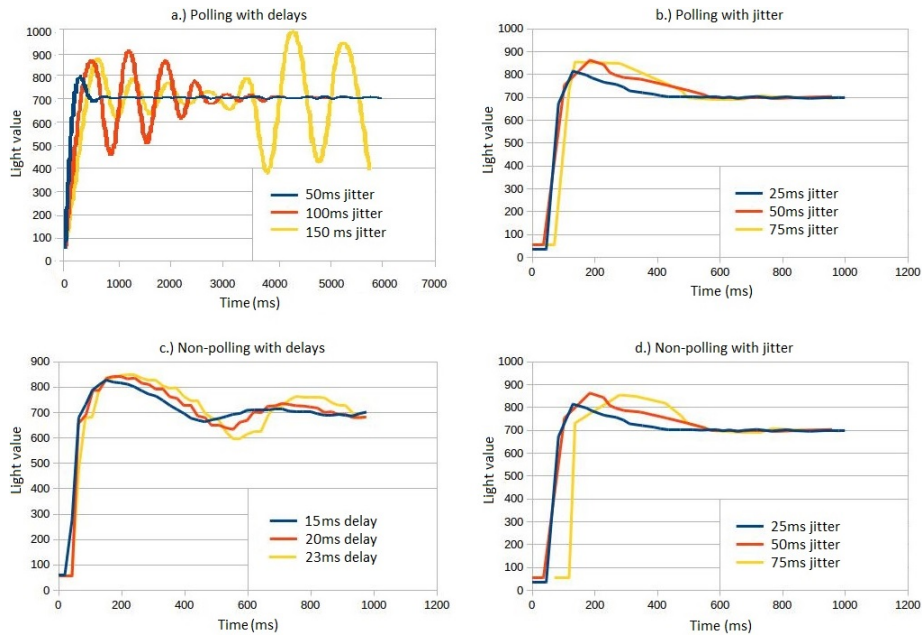 a.) Polling with delays
1000
900
800
700
600
500
400
300
200
100
0
Light value
0 1000 2000 3000 4000 5000 6000 7000
Time (ms)
50ms jitter
100ms jitter
150 ms jitter
b.) Polling with jitter
1000
900
800
700
600
500
400
300
200
100
0
Light value
0 200 400 600 800 1000 1200
Time (ms)
25ms jitter
50ms jitter
75ms jitter
c.) Non-polling with delays
900
800
700
600
500
400
300
200
100
0
Light value
0 200 400 600 800 1000 1200
Time (ms)
15ms delay
20ms delay
23ms delay
d.) Non-polling with jitter
1000
900
800
700
600
500
400
300
200
100
0
Light value
0 200 400 600 800 1000 1200
Time (ms)
25ms jitter
50ms jitter
75ms jitter